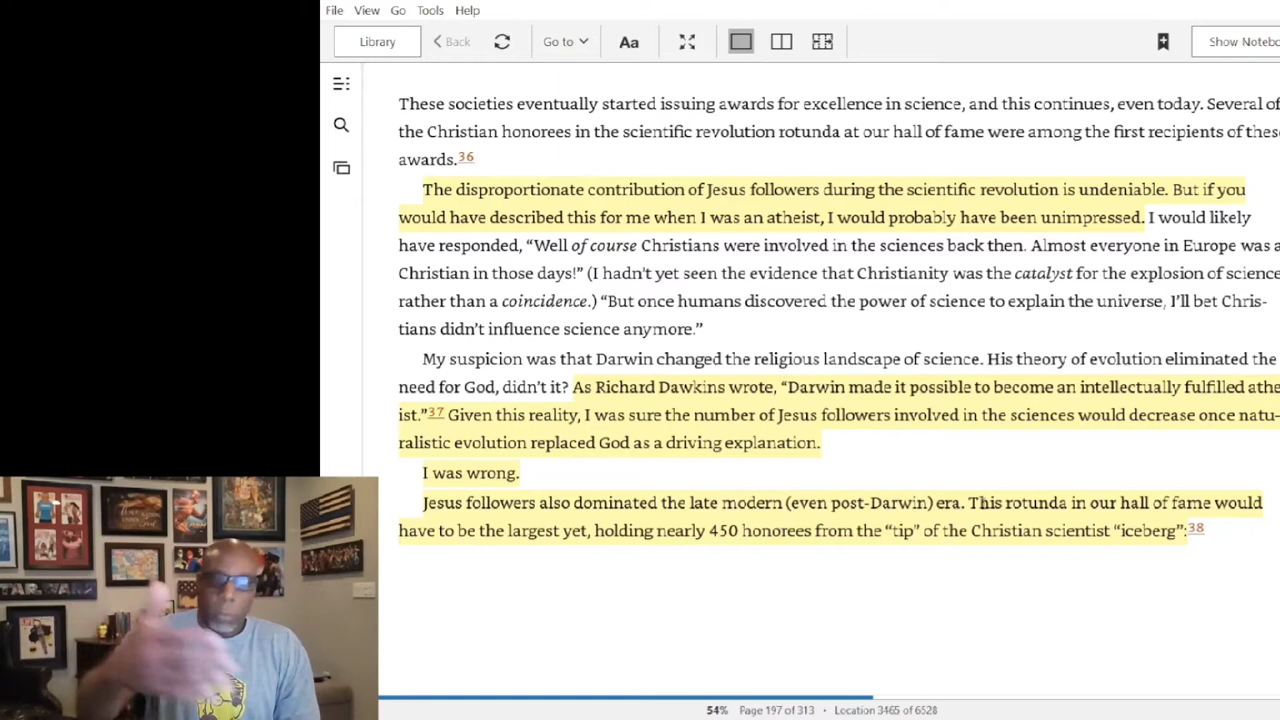 File View Go Tools Help
Library Back Go to Aa Show Notebo
These societies eventually started issuing awards for excellence in science, and this continues, even today. Several of
the Christian honorees in the scientific revolution rotunda at our hall of fame were among the first recipients of these
awards.36
The disproportionate contribution of Jesus followers during the scientific revolution is undeniable. But if you
would have described this for me when I was an atheist, I would probably have been unimpressed. I would likely
have responded, “Well of course Christians were involved in the sciences back then. Almost everyone in Europe was a
Christian in those days!” (I hadn’t yet seen the evidence that Christianity was the catalyst for the explosion of science
rather than a coincidence.) “But once humans discovered the power of science to explain the universe, I’ll bet Chris-
tians didn’t influence science anymore.”
My suspicion was that Darwin changed the religious landscape of science. His theory of evolution eliminated the
need for God, didn’t it? As Richard Dawkins wrote, “Darwin made it possible to become an intellectually fulfilled athe
ist.”37 Given this reality, I was sure the number of Jesus followers involved in the sciences would decrease once natu-
ralistic evolution replaced God as a driving explanation.
I was wrong.
Jesus followers also dominated the late modern (even post-Darwin) era. This rotunda in our hall of fame would
have to be the largest yet, holding nearly 450 honorees from the “tip” of the Christian scientist “iceberg”:38
54% Page 197 of 313 • Location 3465 of 6528